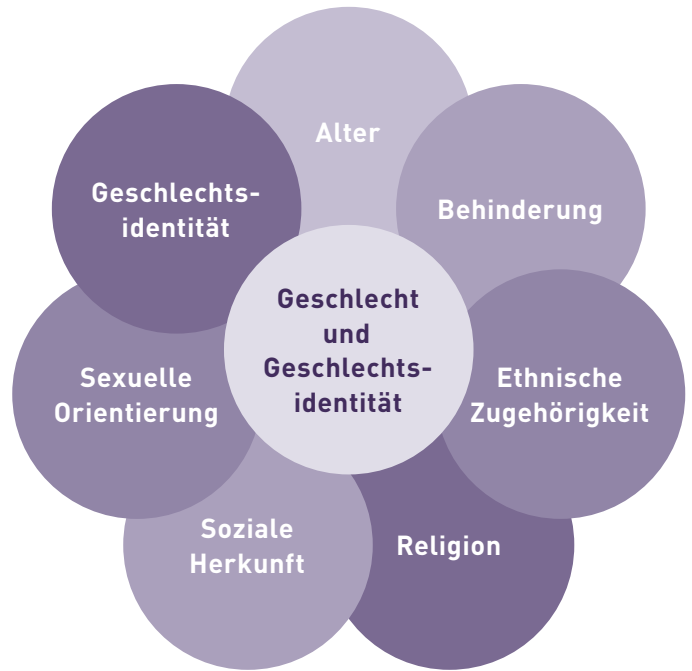 Alter
Geschlechts-
identität
Behinderung
Geschlecht
und
Geschlechts-
identität
Sexuelle
Orientierung
Ethnische
Zugehörigkeit
Soziale
Herkunft
Religion